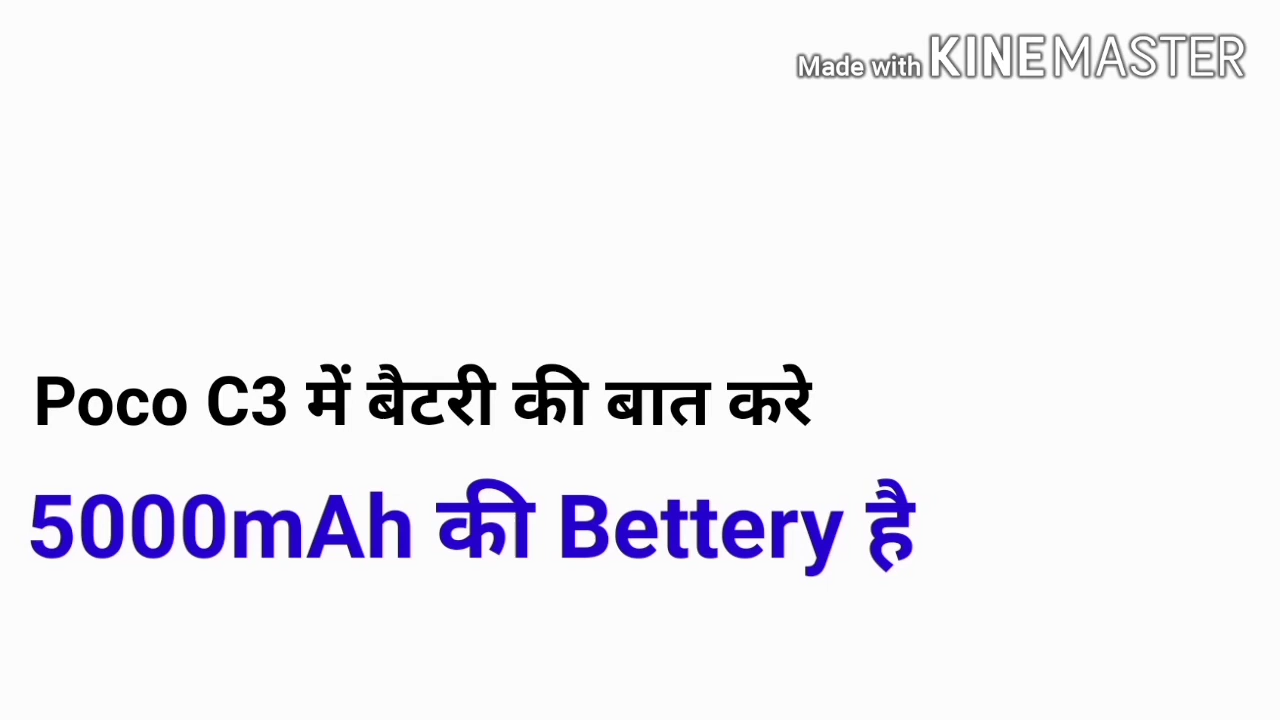 Made with KINEMASTER
Poco C3 में बैटरी की बात करे
5000mAh की Bettery है